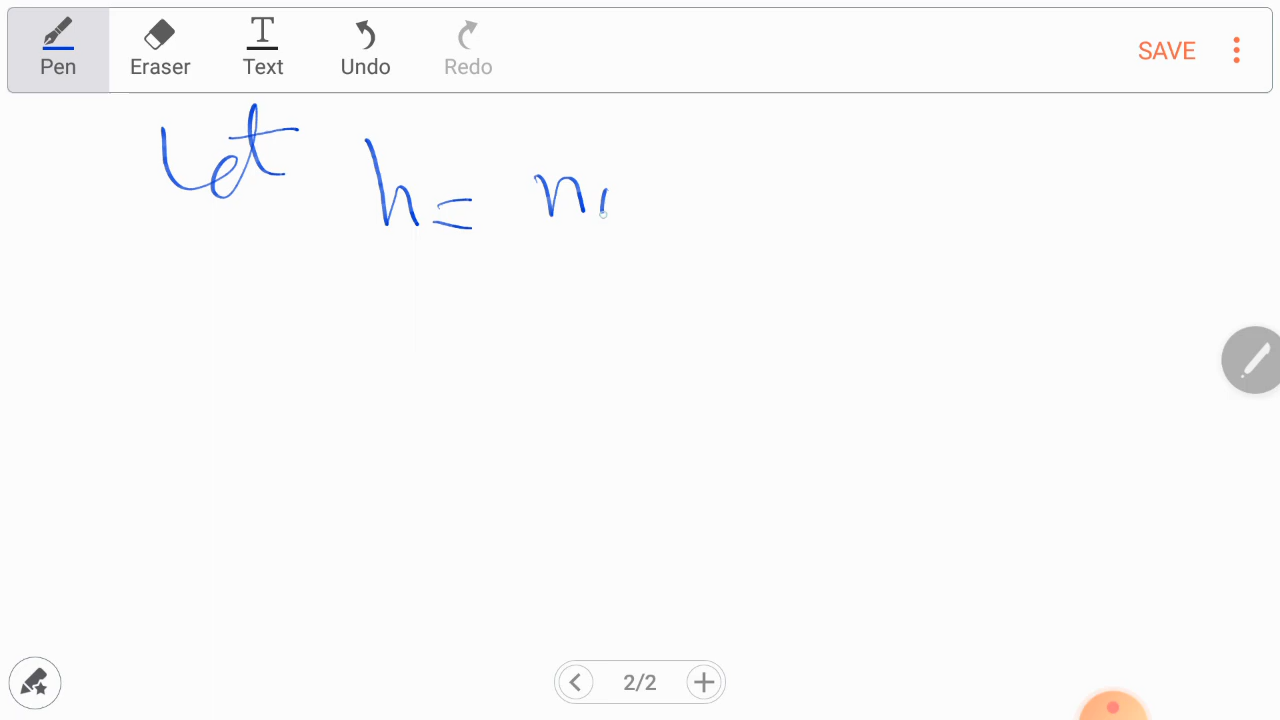 Pen Eraser Text Undo Redo SAVE
Let h = n
2/2